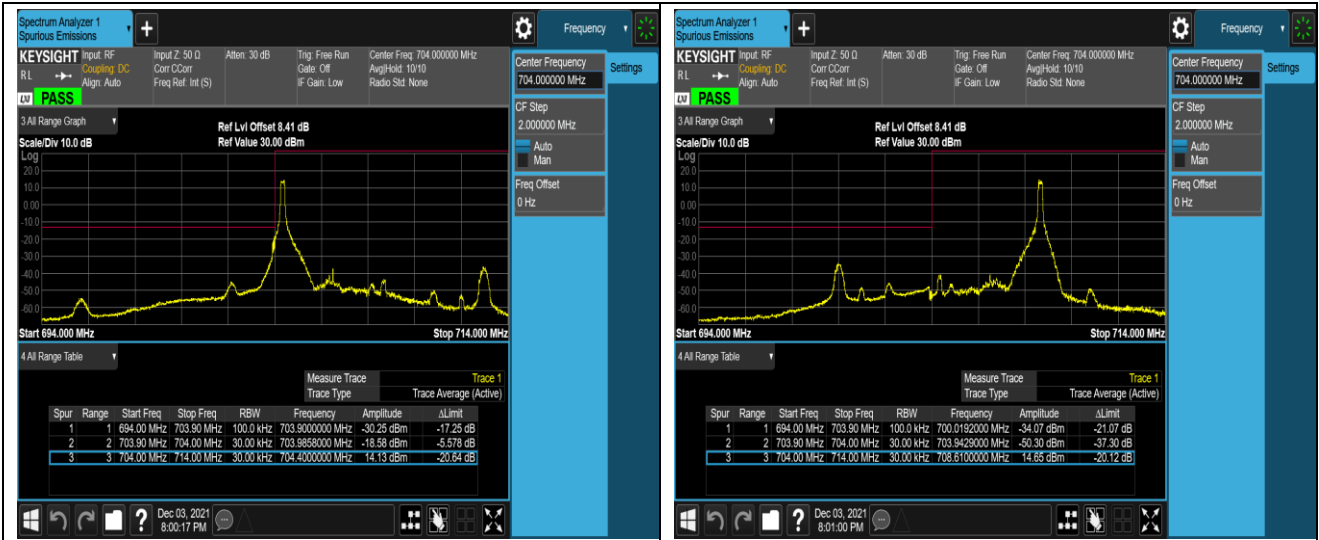 Spectrum Analyzer 1
Spurious Emissions
+
Frequency
KEYSIGHT Input: RF Input Z: 50 Ω Atten: 30 dB Trig: Free Run Center Freq: 704.000000 MHz
Coupling: DC Corr CCorr Gate: Off Avg|Hold: 10/10
R L Align: Auto Freq Ref: Int (S) IF Gain: Low Radio Std: None
LXI PASS
Center Frequency
704.000000 MHz
Settings
CF Step
2.000000 MHz
Auto
Man
Freq Offset
0 Hz
3 All Range Graph
Ref Lvl Offset 8.41 dB
Scale/Div 10.0 dB Ref Value 30.00 dBm
Log
20.0
10.0
0.00
-10.0
-20.0
-30.0
-40.0
-50.0
-60.0
Start 694.000 MHz Stop 714.000 MHz
4 All Range Table
Measure Trace Trace 1
Trace Type Trace Average (Active)
Spur Range Start Freq Stop Freq RBW Frequency Amplitude ΔLimit
1 1 694.00 MHz 703.90 MHz 100.0 kHz 703.9000000 MHz -30.25 dBm -17.25 dB
2 2 703.90 MHz 704.00 MHz 30.00 kHz 703.9858000 MHz -18.58 dBm -5.578 dB
3 3 704.00 MHz 714.00 MHz 30.00 kHz 704.4000000 MHz 14.13 dBm -20.64 dB
?
Dec 03, 2021
8:00:17 PM
Spectrum Analyzer 1
Spurious Emissions
+
Frequency
KEYSIGHT Input: RF Input Z: 50 Ω Atten: 30 dB Trig: Free Run Center Freq: 704.000000 MHz
Coupling: DC Corr CCorr Gate: Off Avg|Hold: 10/10
R L Align: Auto Freq Ref: Int (S) IF Gain: Low Radio Std: None
LXI PASS
Center Frequency
704.000000 MHz
Settings
CF Step
2.000000 MHz
Auto
Man
Freq Offset
0 Hz
3 All Range Graph
Ref Lvl Offset 8.41 dB
Scale/Div 10.0 dB Ref Value 30.00 dBm
Log
20.0
10.0
0.00
-10.0
-20.0
-30.0
-40.0
-50.0
-60.0
Start 694.000 MHz Stop 714.000 MHz
4 All Range Table
Measure Trace Trace 1
Trace Type Trace Average (Active)
Spur Range Start Freq Stop Freq RBW Frequency Amplitude ΔLimit
1 1 694.00 MHz 703.90 MHz 100.0 kHz 700.0192000 MHz -34.07 dBm -21.07 dB
2 2 703.90 MHz 704.00 MHz 30.00 kHz 703.9429000 MHz -50.30 dBm -37.30 dB
3 3 704.00 MHz 714.00 MHz 30.00 kHz 708.6100000 MHz 14.65 dBm -20.12 dB
?
Dec 03, 2021
8:01:00 PM